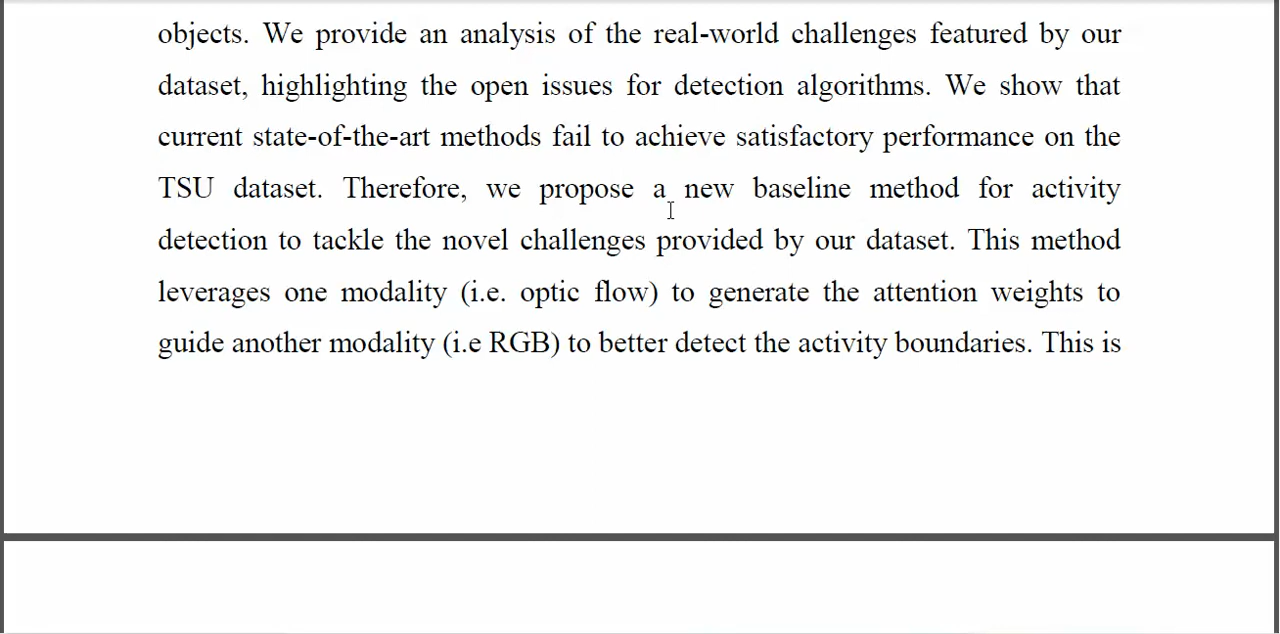 objects. We provide an analysis of the real-world challenges featured by our
dataset, highlighting the open issues for detection algorithms. We show that
current state-of-the-art methods fail to achieve satisfactory performance on the
TSU dataset. Therefore, we propose a new baseline method for activity
detection to tackle the novel challenges provided by our dataset. This method
leverages one modality (i.e. optic flow) to generate the attention weights to
guide another modality (i.e RGB) to better detect the activity boundaries. This is